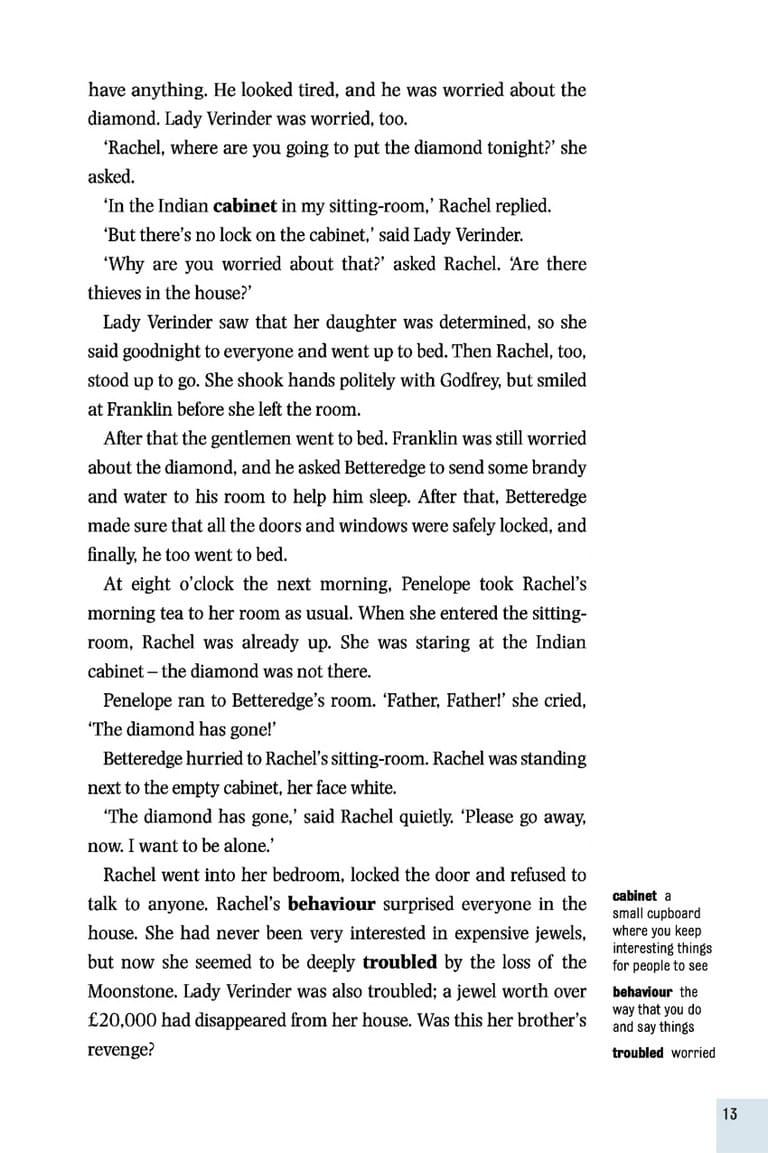 have anything. He looked tired, and he was worried about the
diamond. Lady Verinder was worried, too.
‘Rachel, where are you going to put the diamond tonight?’ she
asked.
‘In the Indian cabinet in my sitting-room,’ Rachel replied.
‘But there’s no lock on the cabinet,’ said Lady Verinder.
‘Why are you worried about that?’ asked Rachel. ‘Are there
thieves in the house?’
Lady Verinder saw that her daughter was determined, so she
said goodnight to everyone and went up to bed. Then Rachel, too,
stood up to go. She shook hands politely with Godfrey, but smiled
at Franklin before she left the room.
After that the gentlemen went to bed. Franklin was still worried
about the diamond, and he asked Betteredge to send some brandy
and water to his room to help him sleep. After that, Betteredge
made sure that all the doors and windows were safely locked, and
finally, he too went to bed.
At eight o’clock the next morning, Penelope took Rachel’s
morning tea to her room as usual. When she entered the sitting-
room, Rachel was already up. She was staring at the Indian
cabinet – the diamond was not there.
Penelope ran to Betteredge’s room. ‘Father, Father!’ she cried,
‘The diamond has gone!’
Betteredge hurried to Rachel’s sitting-room. Rachel was standing
next to the empty cabinet, her face white.
‘The diamond has gone,’ said Rachel quietly. ‘Please go away,
now. I want to be alone.’
Rachel went into her bedroom, locked the door and refused to
talk to anyone. Rachel’s behaviour surprised everyone in the
house. She had never been very interested in expensive jewels,
but now she seemed to be deeply troubled by the loss of the
Moonstone. Lady Verinder was also troubled; a jewel worth over
£20,000 had disappeared from her house. Was this her brother’s
revenge?
cabinet a
small cupboard
where you keep
interesting things
for people to see
behaviour the
way that you do
and say things
troubled worried
13